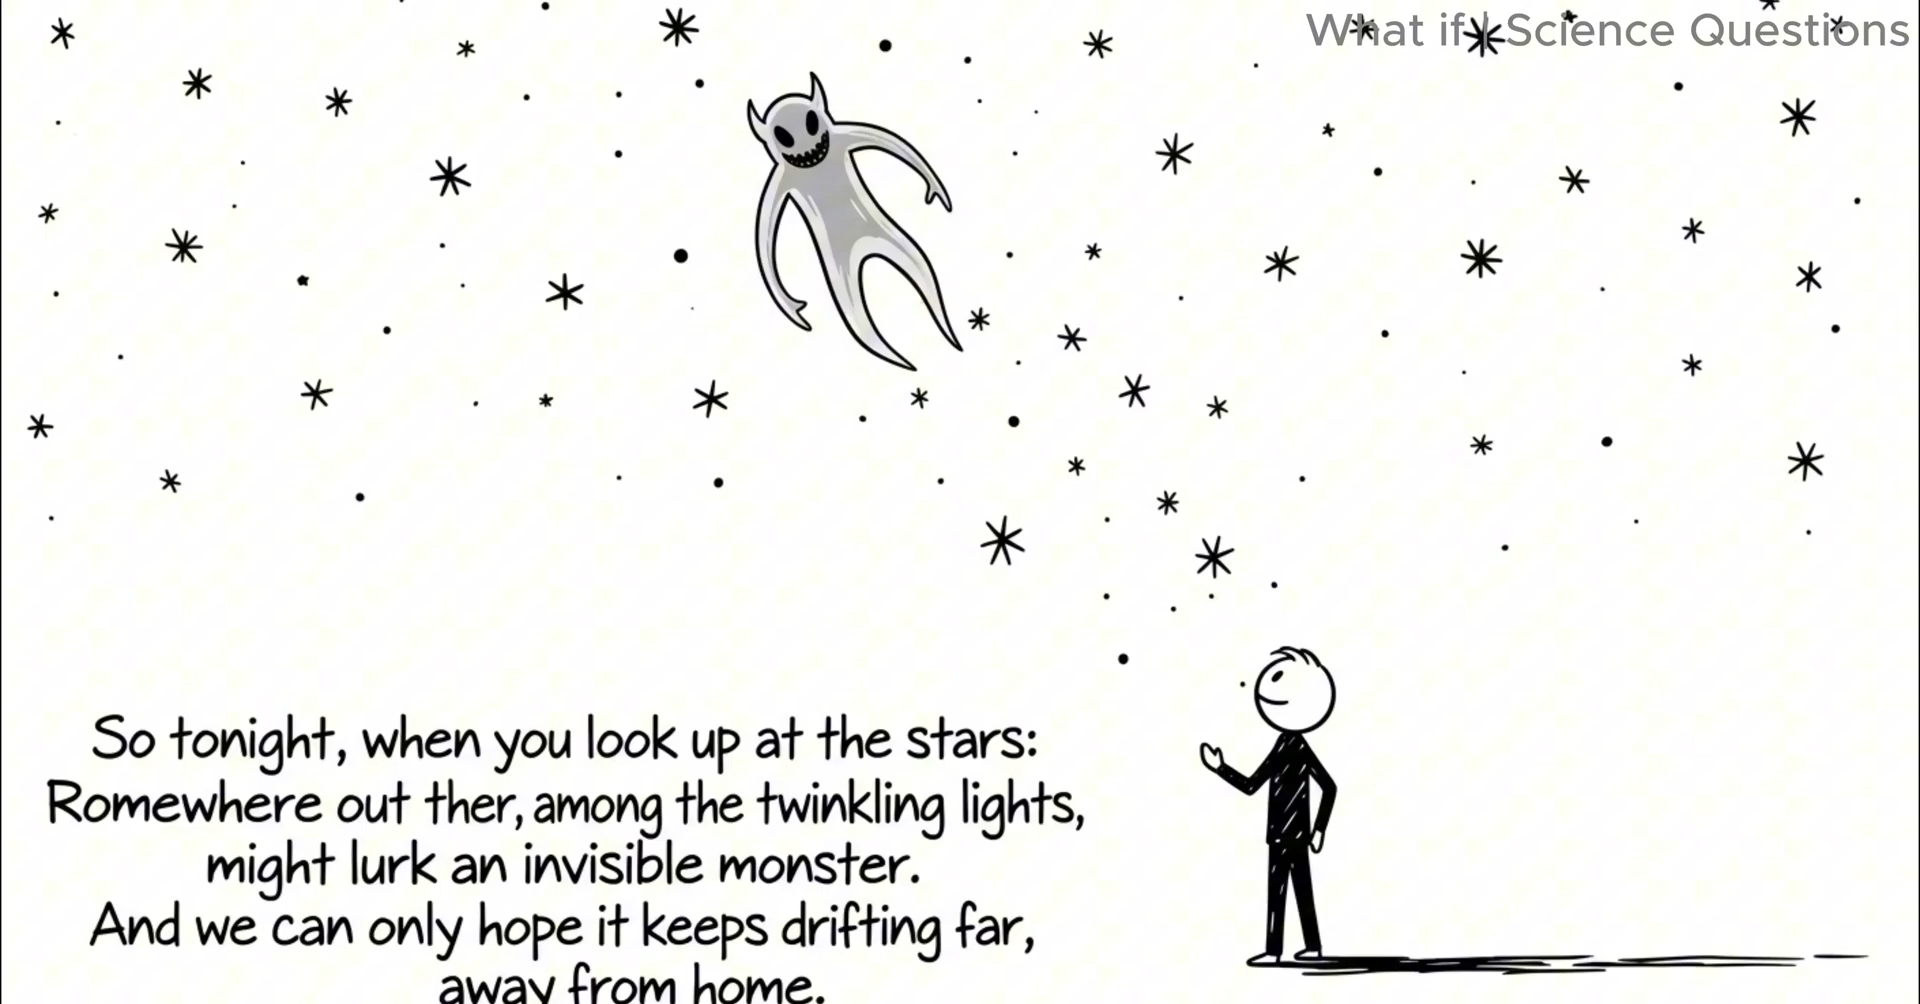 What if | Science Questions
So tonight, when you look up at the stars:
Romewhere out ther, among the twinkling lights,
might lurk an invisible monster.
And we can only hope it keeps drifting far,
away from home.